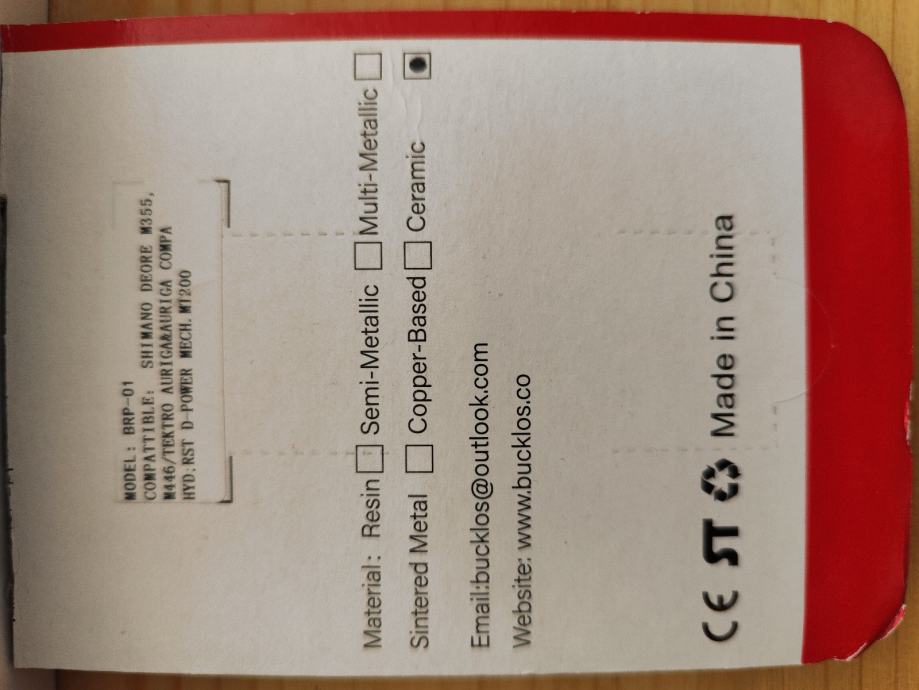 MODEL: BRP-01
COMPATTIBLE: SHIMANO DEORE M355,
M446/TEKTRO AURIGA&AURIGA COMPA
HYD;RST D-POWER MECH.MT200
Material: Resin □ Semi-Metallic □ Multi-Metallic □
Sintered Metal □ Copper-Based □ Ceramic ▣
Email:bucklos@outlook.com
Website: www.bucklos.co
CE ST ♻ Made in China